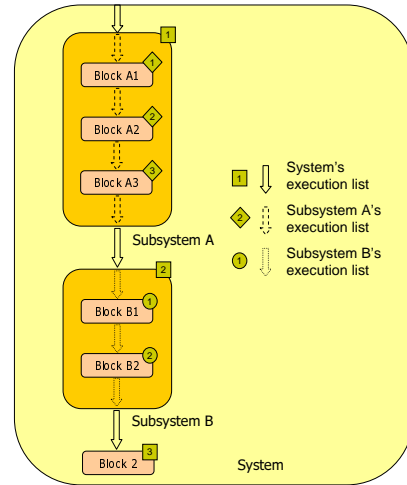 1
1
Block A1
2
Block A2
3
Block A3
Subsystem A
2
1
Block B1
2
Block B2
Subsystem B
3
Block 2
System
1
System's
execution list
2
Subsystem A's
execution list
1
Subsystem B's
execution list